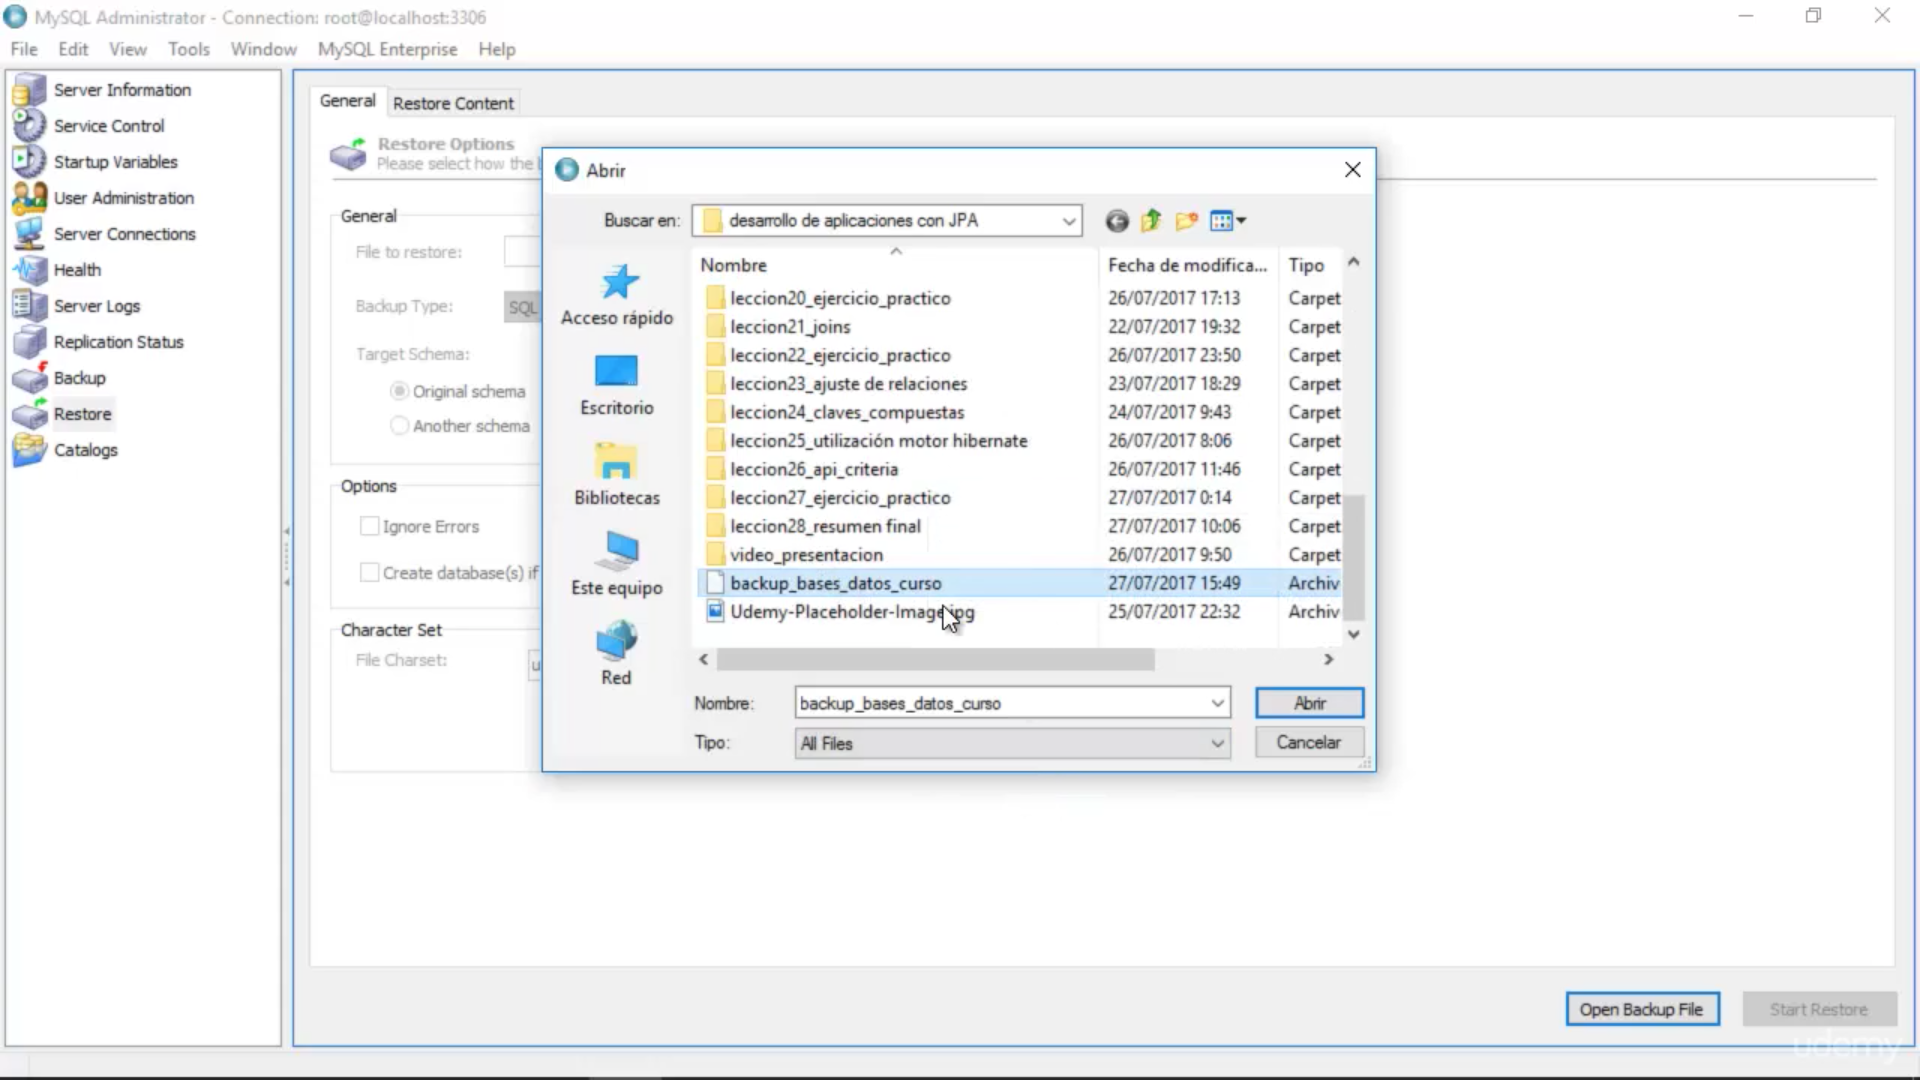 MySQL Administrator - Connection: root@localhost:3306
File Edit View Tools Window MySQL Enterprise Help
Server Information
Service Control
Startup Variables
User Administration
Server Connections
Health
Server Logs
Replication Status
Backup
Restore
Catalogs
General Restore Content
Restore Options
Please select how the
General
File to restore:
Backup Type: SQL
Target Schema:
Original schema
Another schema
Options
Ignore Errors
Create database(s) if
Character Set
File Charset: u
Abrir
Buscar en: desarrollo de aplicaciones con JPA
Acceso rápido
Escritorio
Bibliotecas
Este equipo
Red
Nombre Fecha de modifica... Tipo
leccion20_ejercicio_practico 26/07/2017 17:13 Carpet
leccion21_joins 22/07/2017 19:32 Carpet
leccion22_ejercicio_practico 26/07/2017 23:50 Carpet
leccion23_ajuste de relaciones 23/07/2017 18:29 Carpet
leccion24_claves_compuestas 24/07/2017 9:43 Carpet
leccion25_utilización motor hibernate 26/07/2017 8:06 Carpet
leccion26_api_criteria 26/07/2017 11:46 Carpet
leccion27_ejercicio_practico 27/07/2017 0:14 Carpet
leccion28_resumen final 27/07/2017 10:06 Carpet
video_presentacion 26/07/2017 9:50 Carpet
backup_bases_datos_curso 27/07/2017 15:49 Archiv
Udemy-Placeholder-Image.jpg 25/07/2017 22:32 Archiv
Nombre: backup_bases_datos_curso Abrir
Tipo: All Files Cancelar
Open Backup File Start Restore
udemy